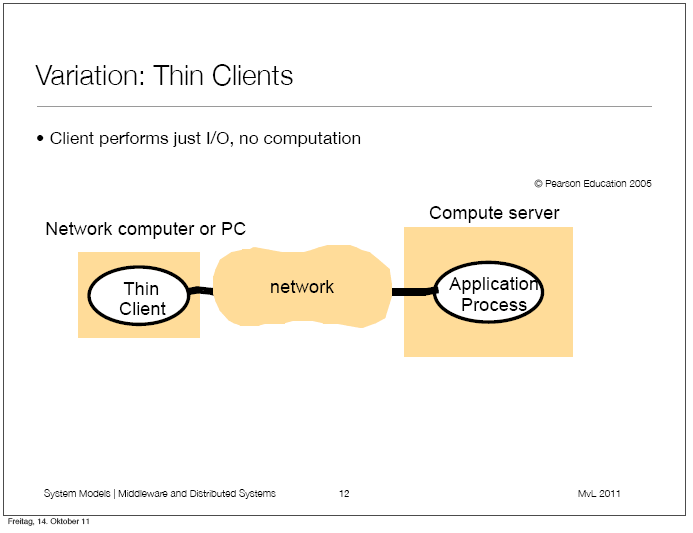 Variation: Thin Clients
• Client performs just I/O, no computation
© Pearson Education 2005
Compute server
Network computer or PC
Thin
Client
network
Application
Process
System Models | Middleware and Distributed Systems
12
MvL 2011
Freitag, 14. Oktober 11